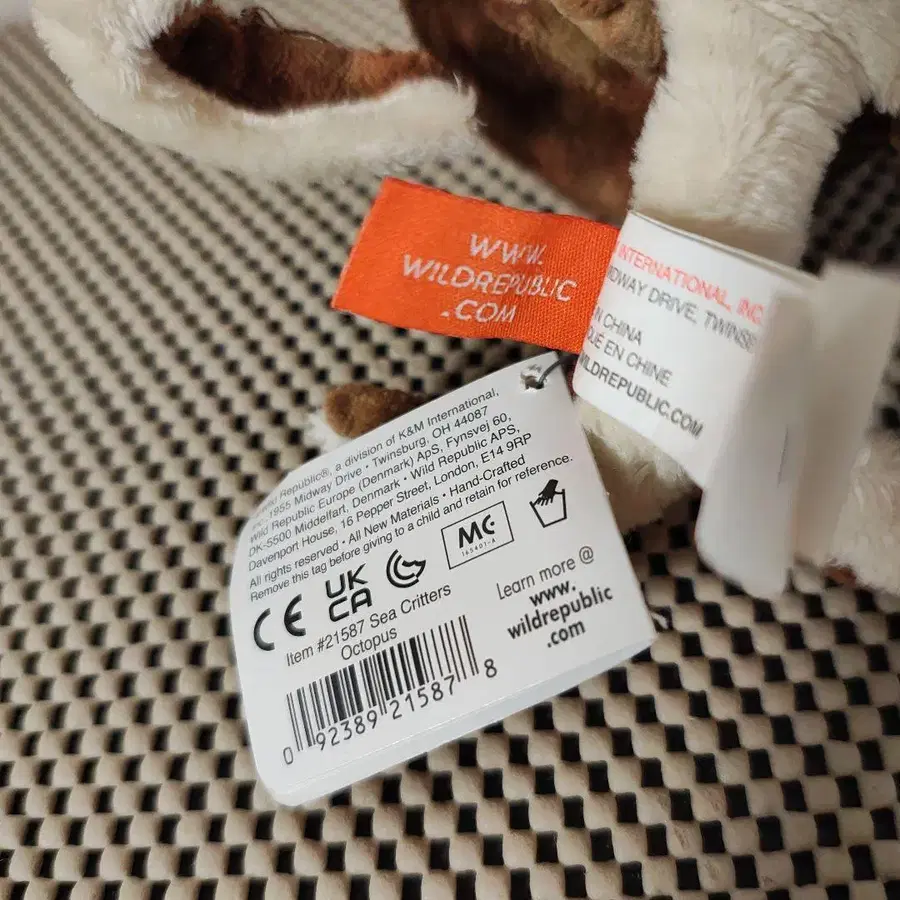 WWW.
WILDREPUBLIC
.COM
INTERNATIONAL, INC.
DWAY DRIVE, TWINSB
N CHINA
QUÉ EN CHINE
WILDREPUBLIC.COM
Republic®, a division of K&M International,
1955 Midway Drive • Twinsburg, OH 44087
Wild Republic Europe (Denmark) ApS, Fynsvej 60,
DK-5500 Middelfart, Denmark • Wild Republic APS,
Davenport House, 16 Pepper Street, London, E14 9RP
All rights reserved • All New Materials • Hand-Crafted
Remove this tag before giving to a child and retain for reference.
CE
UK
CA
MC
165401-A
Item #21587 Sea Critters
Octopus
0 92389 21587 8
Learn more @
www.
wildrepublic
.com